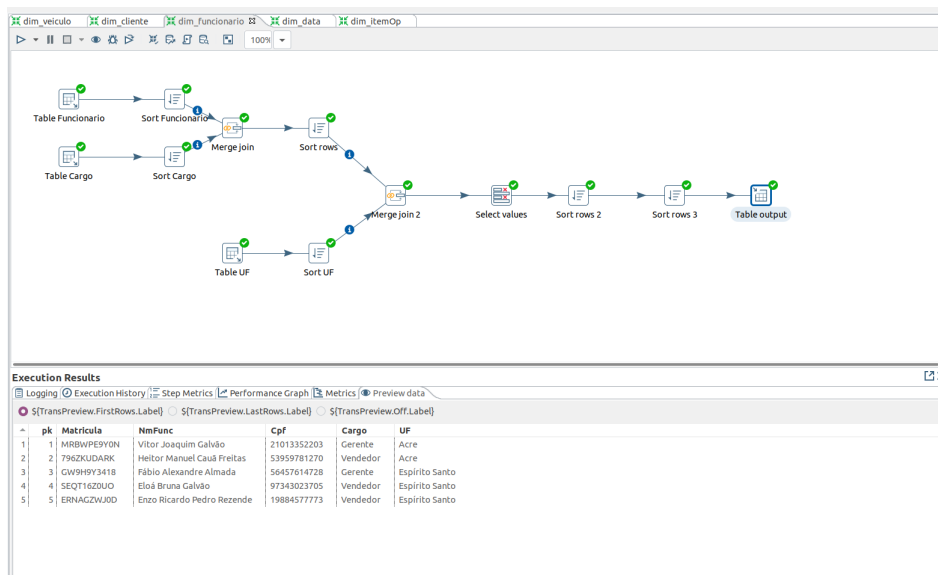 dim_veiculo dim_cliente dim_funcionario dim_data dim_itemOp
100%
Table Funcionario Sort Funcionario
Merge join Sort rows
Table Cargo Sort Cargo
Merge join 2 Select values Sort rows 2 Sort rows 3 Table output
Table UF Sort UF
Execution Results
Logging Execution History Step Metrics Performance Graph Metrics Preview data
${TransPreview.FirstRows.Label} ${TransPreview.LastRows.Label} ${TransPreview.Off.Label}
pk Matricula NmFunc Cpf Cargo UF
1 1 MRBWPE9Y0N Vitor Joaquim Galvão 21013352203 Gerente Acre
2 2 796ZKUDARK Heitor Manuel Cauã Freitas 53959781270 Vendedor Acre
3 3 GW9H9Y3418 Fábio Alexandre Almada 56457614728 Gerente Espírito Santo
4 4 SEQT16Z0UO Eloá Bruna Galvão 97343023705 Vendedor Espírito Santo
5 5 ERNAGZWJ0D Enzo Ricardo Pedro Rezende 19884577773 Vendedor Espírito Santo